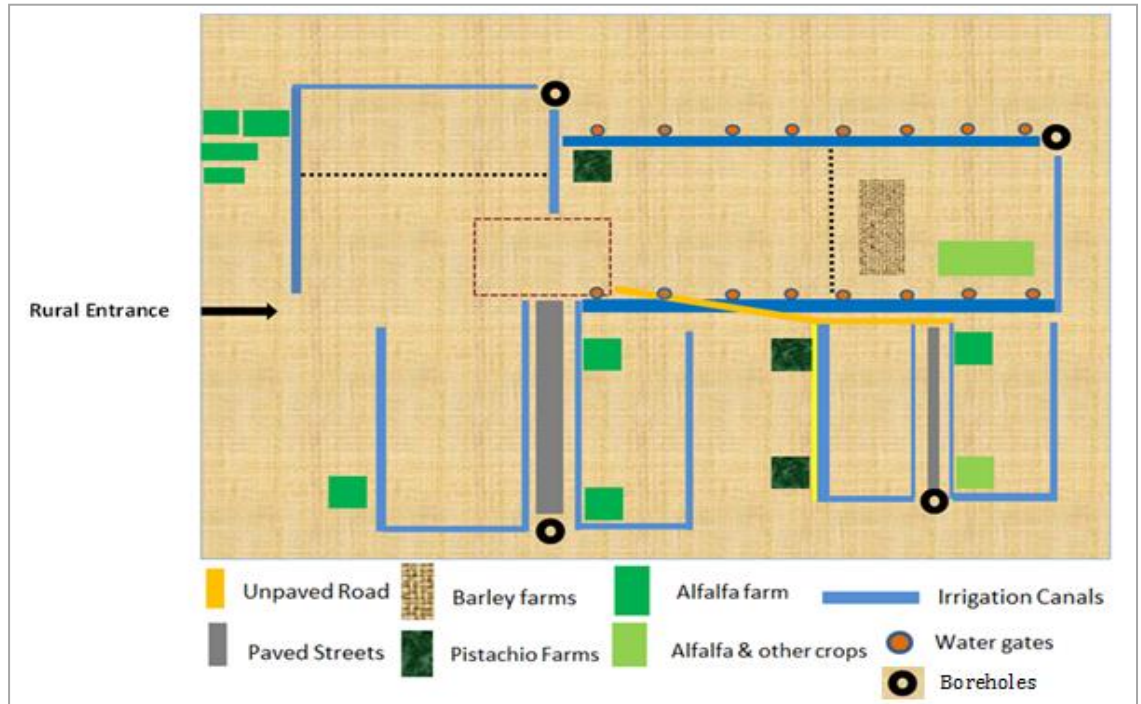 Rural Entrance
Unpaved Road
Barley farms
Alfalfa farm
Irrigation Canals
Paved Streets
Pistachio Farms
Alfalfa & other crops
Water gates
Boreholes